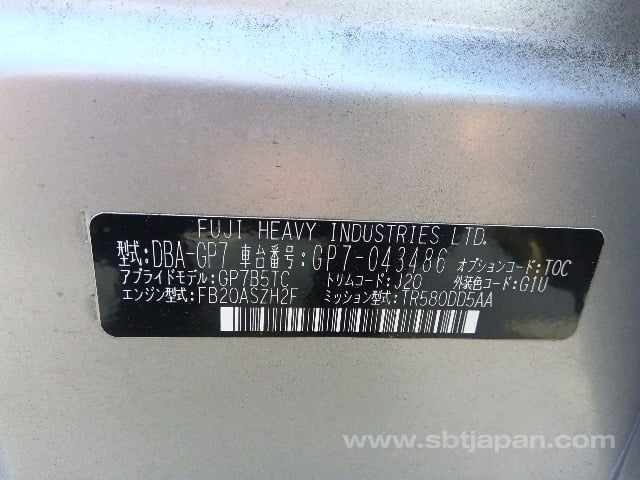 FUJI HEAVY INDUSTRIES LTD.
型式:DBA-GP7 車台番号:GP7-043486 オプションコード:TOC
アプライドモデル:GP7B5TC トリムコード:J20 外装色コード:G1U
エンジン型式:FB20ASZH2F ミッション型式:TR580DD5AA
www.sbtjapan.com